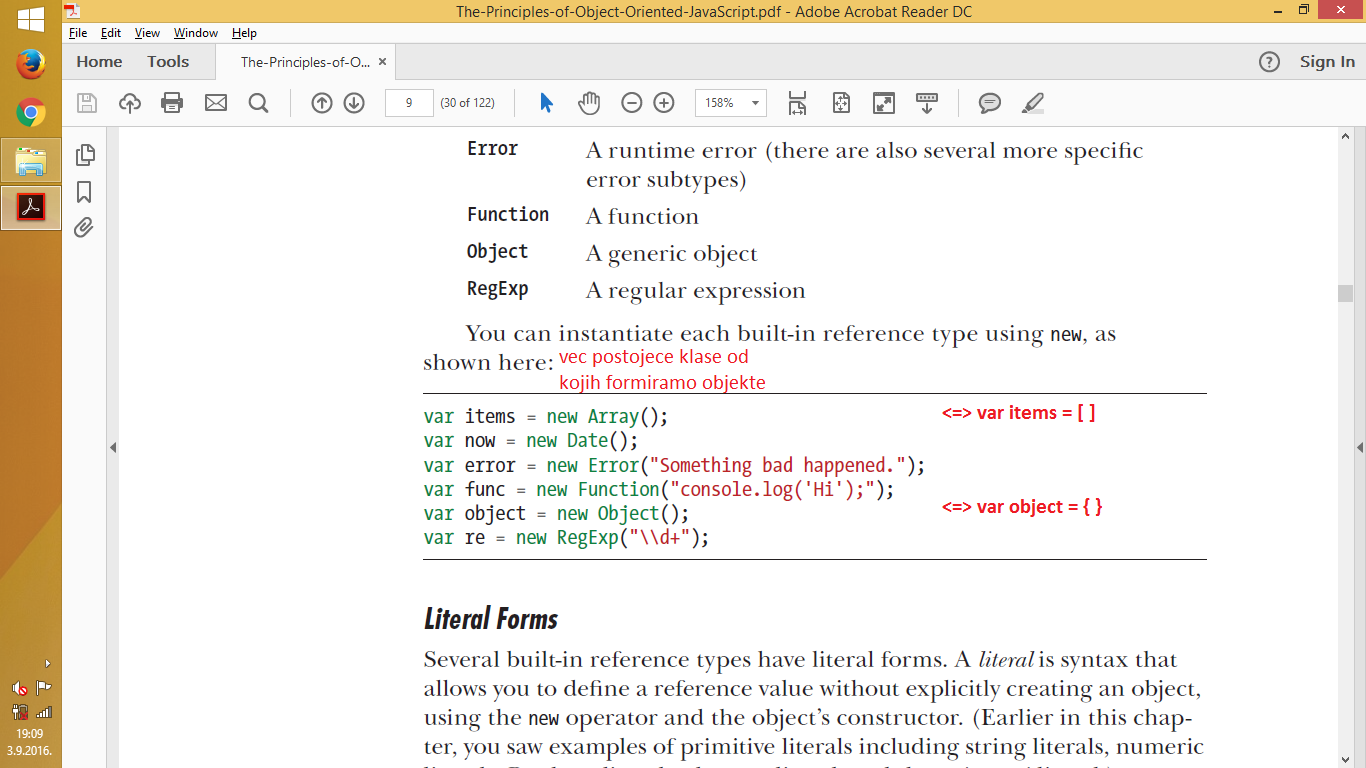 The-Principles-of-Object-Oriented-JavaScript.pdf - Adobe Acrobat Reader DC
File Edit View Window Help
Home Tools The-Principles-of-O... × Sign In
9 (30 of 122) 158%
Error A runtime error (there are also several more specific
error subtypes)
Function A function
Object A generic object
RegExp A regular expression
You can instantiate each built-in reference type using new, as
shown here: vec postojece klase od
kojih formiramo objekte
var items = new Array(); <=> var items = [ ]
var now = new Date();
var error = new Error("Something bad happened.");
var func = new Function("console.log('Hi');");
var object = new Object(); <=> var object = { }
var re = new RegExp("\\d+");
Literal Forms
Several built-in reference types have literal forms. A literal is syntax that
allows you to define a reference value without explicitly creating an object,
using the new operator and the object's constructor. (Earlier in this chap-
ter, you saw examples of primitive literals including string literals, numeric
19:09
3.9.2016.